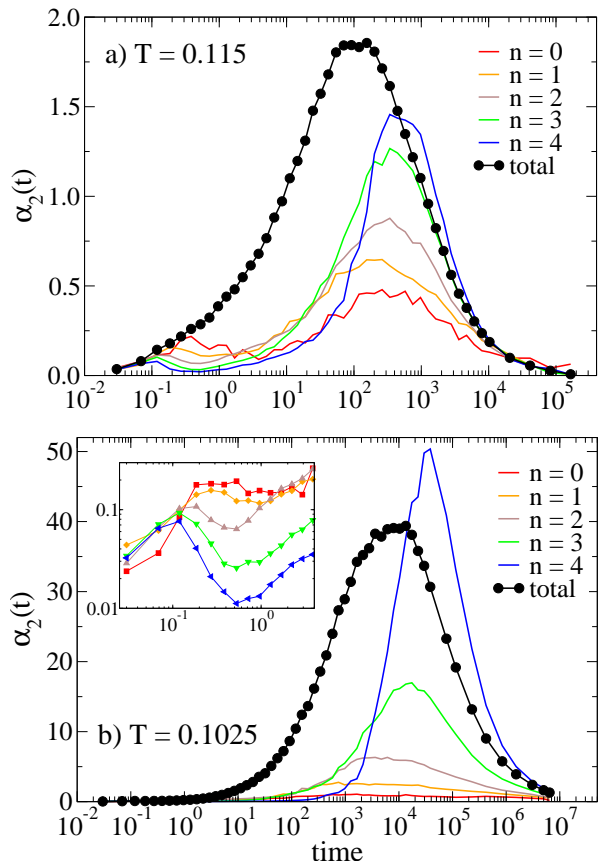 2.0
1.5
1.0
0.5
0.0
α₂(t)
a) T = 0.115
n = 0
n = 1
n = 2
n = 3
n = 4
total
10⁻² 10⁻¹ 10⁰ 10¹ 10² 10³ 10⁴ 10⁵
50
40
30
20
10
0
α₂(t)
0.1
0.01
10⁻¹ 10⁰
n = 0
n = 1
n = 2
n = 3
n = 4
total
b) T = 0.1025
10⁻² 10⁻¹ 10⁰ 10¹ 10² 10³ 10⁴ 10⁵ 10⁶ 10⁷
time